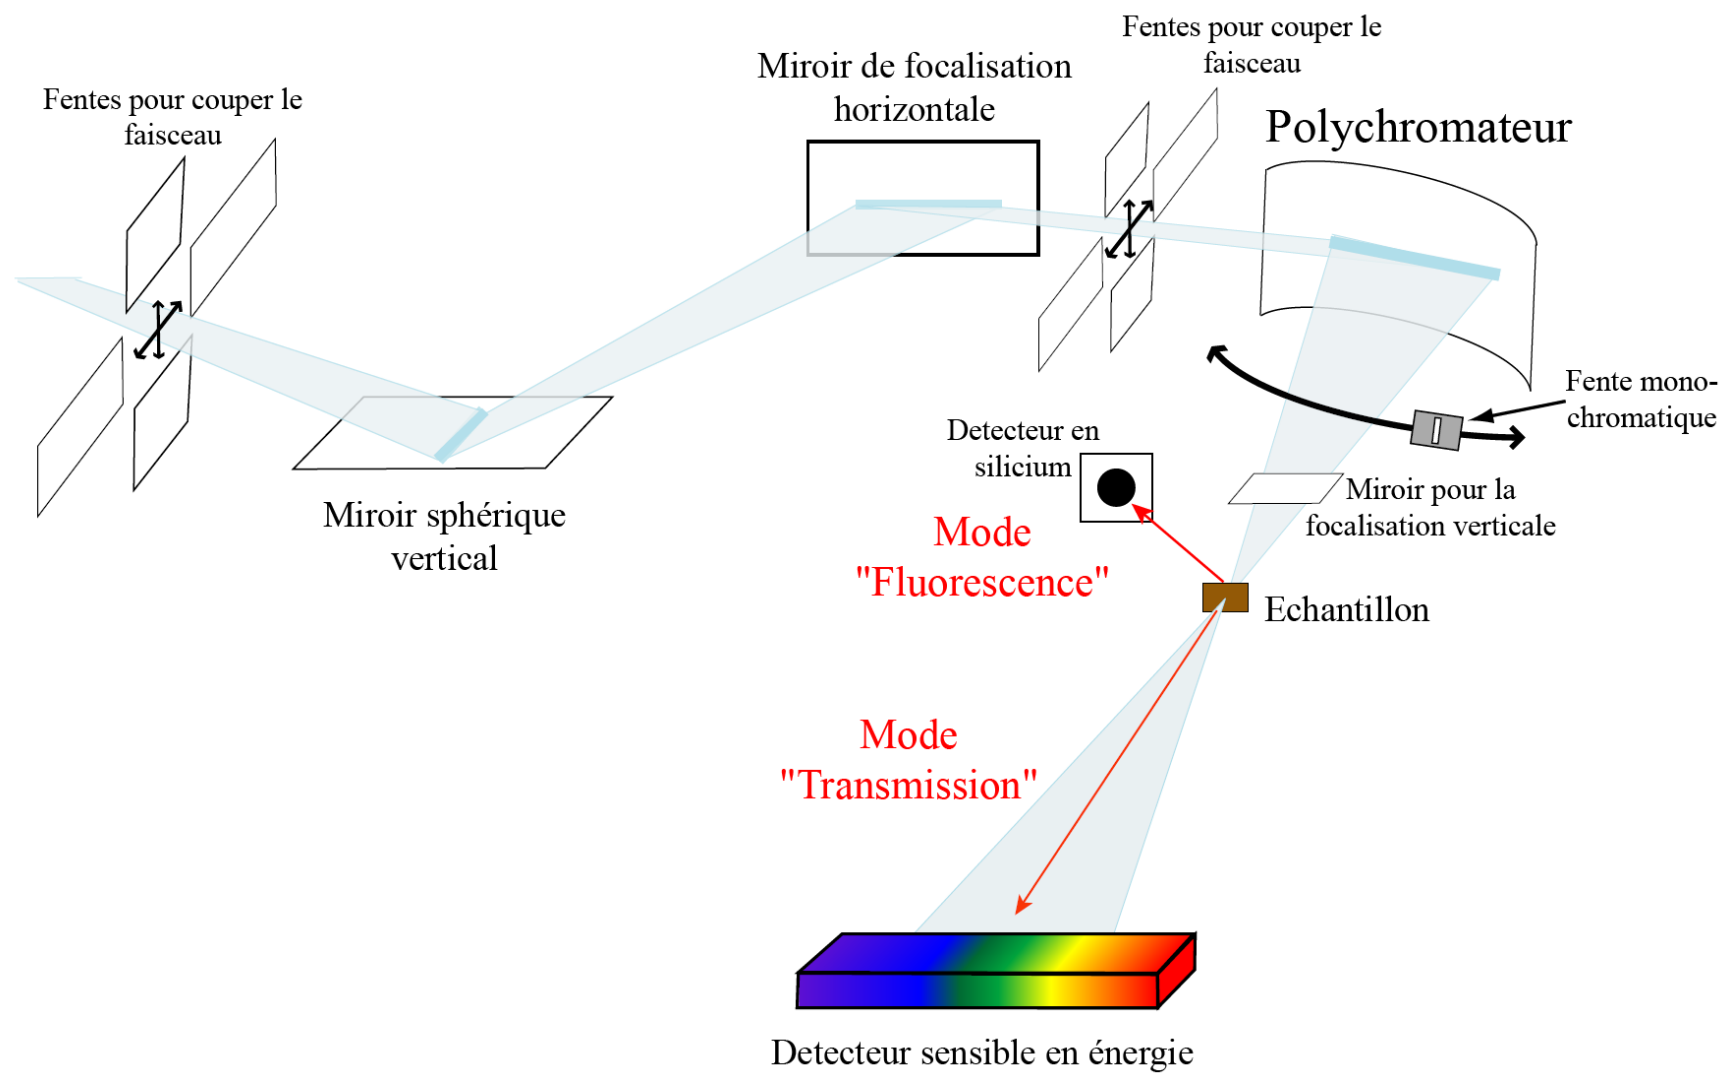 Fentes pour couper le
faisceau
Miroir de focalisation
horizontale
Fentes pour couper le
faisceau
Polychromateur
Fente mono-
chromatique
Detecteur en
silicium
Miroir pour la
focalisation verticale
Miroir sphérique
vertical
Mode
"Fluorescence"
Echantillon
Mode
"Transmission"
Detecteur sensible en énergie